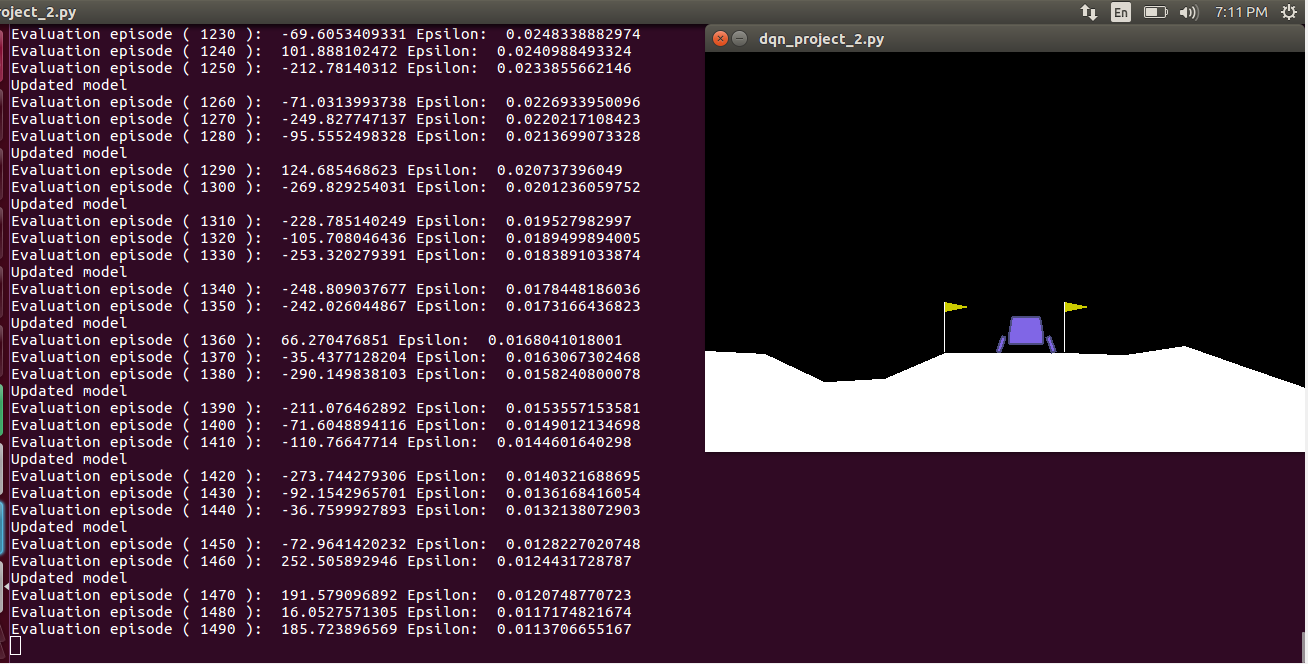 roject_2.py
En
7:11 PM
dqn_project_2.py
Evaluation episode ( 1230 ):  -69.6053409331 Epsilon:  0.0248338882974
Evaluation episode ( 1240 ):  101.888102472 Epsilon:  0.0240988493324
Evaluation episode ( 1250 ):  -212.78140312 Epsilon:  0.0233855662146
Updated model
Evaluation episode ( 1260 ):  -71.0313993738 Epsilon:  0.0226933950096
Evaluation episode ( 1270 ):  -249.827747137 Epsilon:  0.0220217108423
Evaluation episode ( 1280 ):  -95.5552498328 Epsilon:  0.0213699073328
Updated model
Evaluation episode ( 1290 ):  124.685468623 Epsilon:  0.020737396049
Evaluation episode ( 1300 ):  -269.829254031 Epsilon:  0.0201236059752
Updated model
Evaluation episode ( 1310 ):  -228.785140249 Epsilon:  0.019527982997
Evaluation episode ( 1320 ):  -105.708046436 Epsilon:  0.0189499894005
Evaluation episode ( 1330 ):  -253.320279391 Epsilon:  0.0183891033874
Updated model
Evaluation episode ( 1340 ):  -248.809037677 Epsilon:  0.0178448186036
Evaluation episode ( 1350 ):  -242.026044867 Epsilon:  0.0173166436823
Updated model
Evaluation episode ( 1360 ):  66.270476851 Epsilon:  0.0168041018001
Evaluation episode ( 1370 ):  -35.4377128204 Epsilon:  0.0163067302468
Evaluation episode ( 1380 ):  -290.149838103 Epsilon:  0.0158240800078
Updated model
Evaluation episode ( 1390 ):  -211.076462892 Epsilon:  0.0153557153581
Evaluation episode ( 1400 ):  -71.6048894116 Epsilon:  0.0149012134698
Evaluation episode ( 1410 ):  -110.76647714 Epsilon:  0.0144601640298
Updated model
Evaluation episode ( 1420 ):  -273.744279306 Epsilon:  0.0140321688695
Evaluation episode ( 1430 ):  -92.1542965701 Epsilon:  0.0136168416054
Evaluation episode ( 1440 ):  -36.7599927893 Epsilon:  0.0132138072903
Updated model
Evaluation episode ( 1450 ):  -72.9641420232 Epsilon:  0.0128227020748
Evaluation episode ( 1460 ):  252.505892946 Epsilon:  0.0124431728787
Updated model
Evaluation episode ( 1470 ):  191.579096892 Epsilon:  0.0120748770723
Evaluation episode ( 1480 ):  16.0527571305 Epsilon:  0.0117174821674
Evaluation episode ( 1490 ):  185.723896569 Epsilon:  0.0113706655167